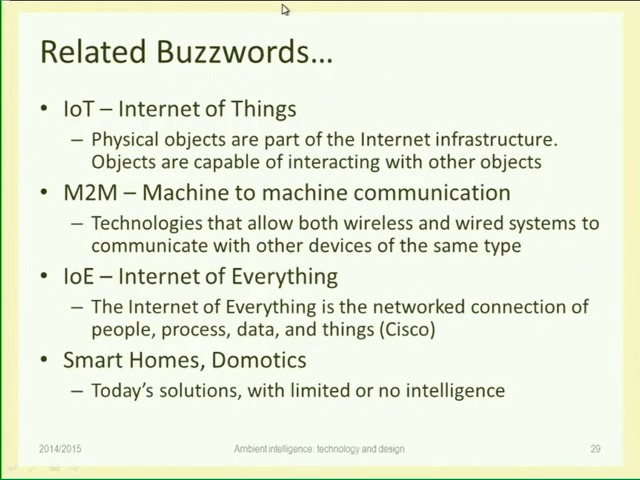 Related Buzzwords...
• IoT – Internet of Things
– Physical objects are part of the Internet infrastructure.
Objects are capable of interacting with other objects
• M2M – Machine to machine communication
– Technologies that allow both wireless and wired systems to
communicate with other devices of the same type
• IoE – Internet of Everything
– The Internet of Everything is the networked connection of
people, process, data, and things (Cisco)
• Smart Homes, Domotics
– Today's solutions, with limited or no intelligence
2014/2015 Ambient intelligence: technology and design 29